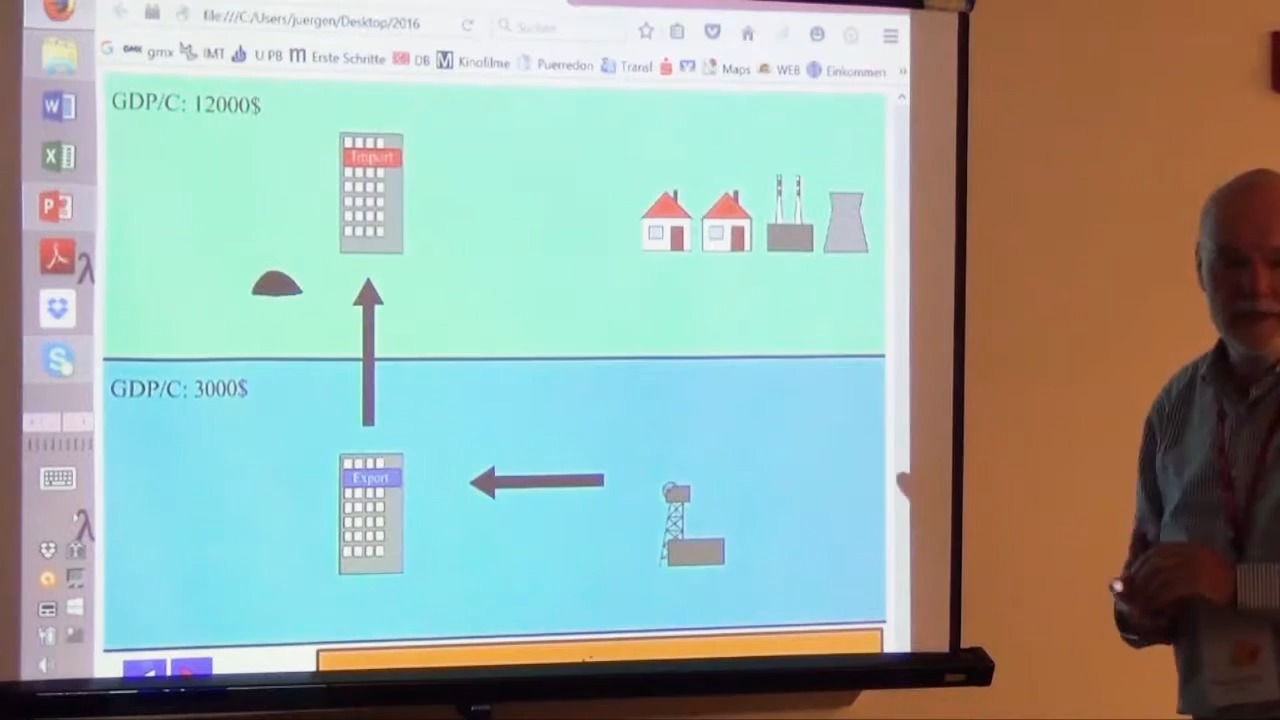 file:///C:/Users/juergen/Desktop/2016
Suchen
G GMX gmx IMT U PB m Erste Schritte DB M Kinofilme Puerredon Transl Maps WEB Einkommen »
GDP/C: 12000$
Import
GDP/C: 3000$
Export